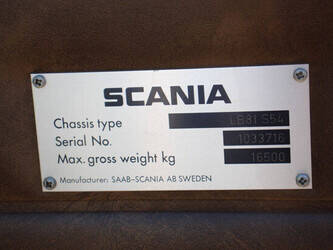 SCANIA
Chassis type LB81 S54
Serial No. 1033716
Max. gross weight kg 16500
Manufacturer: SAAB-SCANIA AB SWEDEN